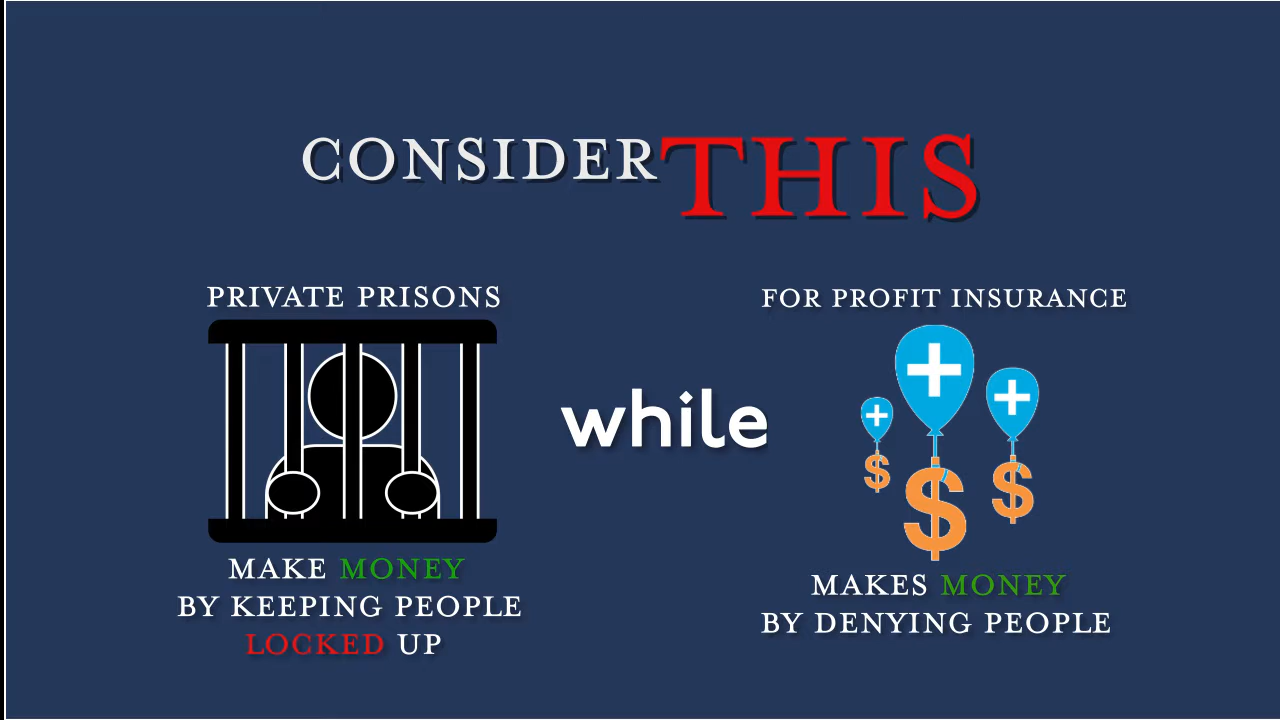 CONSIDER THIS
PRIVATE PRISONS
MAKE MONEY
BY KEEPING PEOPLE
LOCKED UP
while
FOR PROFIT INSURANCE
$ $ $
MAKES MONEY
BY DENYING PEOPLE